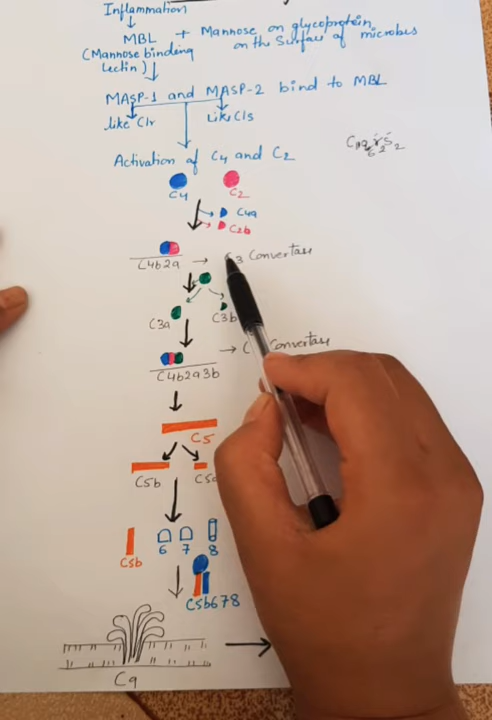 Inflammation
MBL + Mannose on glycoprotein
(Mannose binding on the surface of microbes
lectin)
MASP-1 and MASP-2 bind to MBL
like C1r like C1s
Activation of C4 and C2
C4 C2
C4a
C2b
C4b2a → C3 Convertase
C3a C3b
C4b2a3b → C Convertase
C5
C5b C5
C5b 6 7 8
C5b678
C9